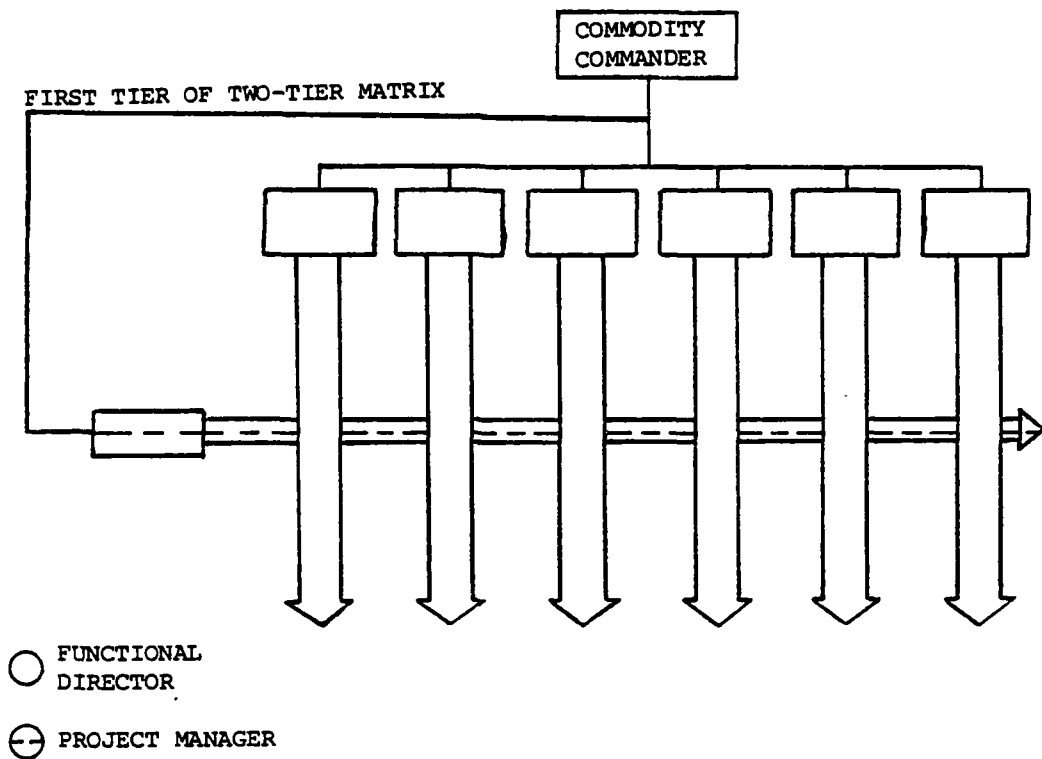 COMMODITY
COMMANDER
FIRST TIER OF TWO-TIER MATRIX
FUNCTIONAL
DIRECTOR
PROJECT MANAGER